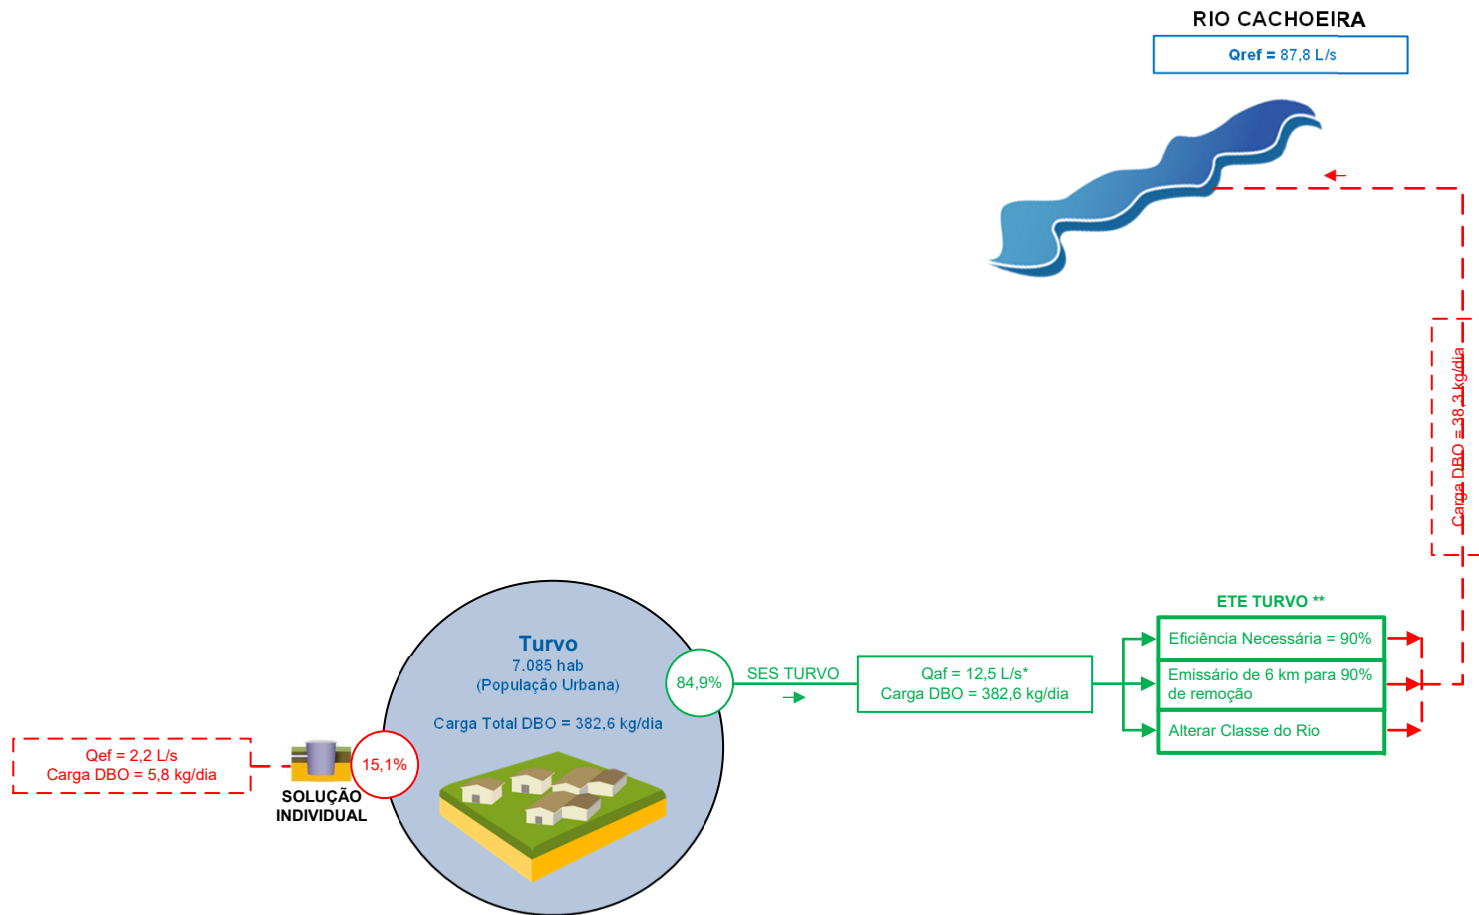 RIO CACHOEIRA
Qref = 87,8 L/s
Carga DBO = 38,3 kg/dia
ETE TURVO **
Eficiência Necessária = 90%
Emissário de 6 km para 90%
de remoção
Alterar Classe do Rio
Turvo
7.085 hab
(População Urbana)
Carga Total DBO = 382,6 kg/dia
84,9%
SES TURVO
Qaf = 12,5 L/s*
Carga DBO = 382,6 kg/dia
15,1%
Qef = 2,2 L/s
Carga DBO = 5,8 kg/dia
SOLUÇÃO
INDIVIDUAL